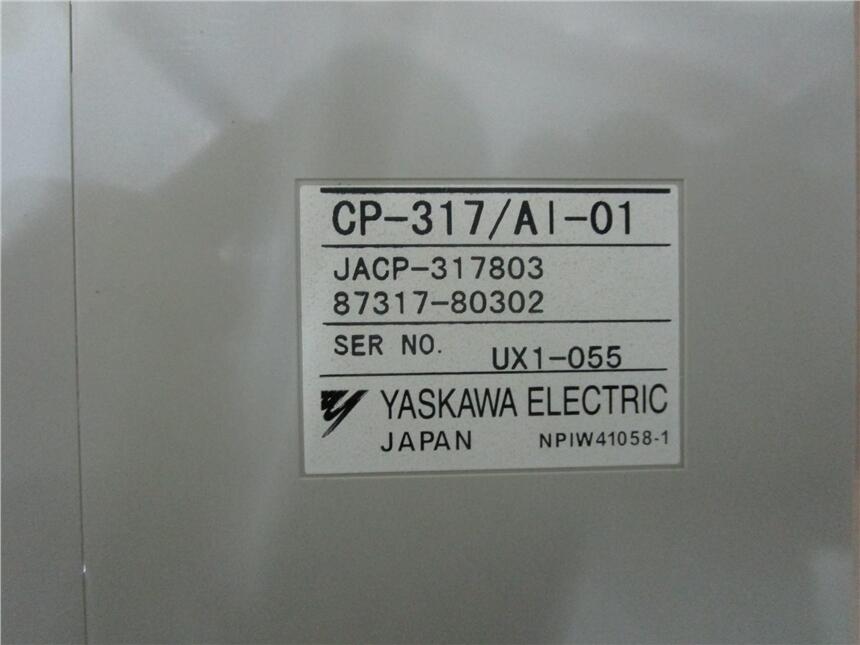 CP-317/AI-01
JACP-317803
87317-80302
SER NO. UX1-055
YASKAWA ELECTRIC
JAPAN NPIW41058-1